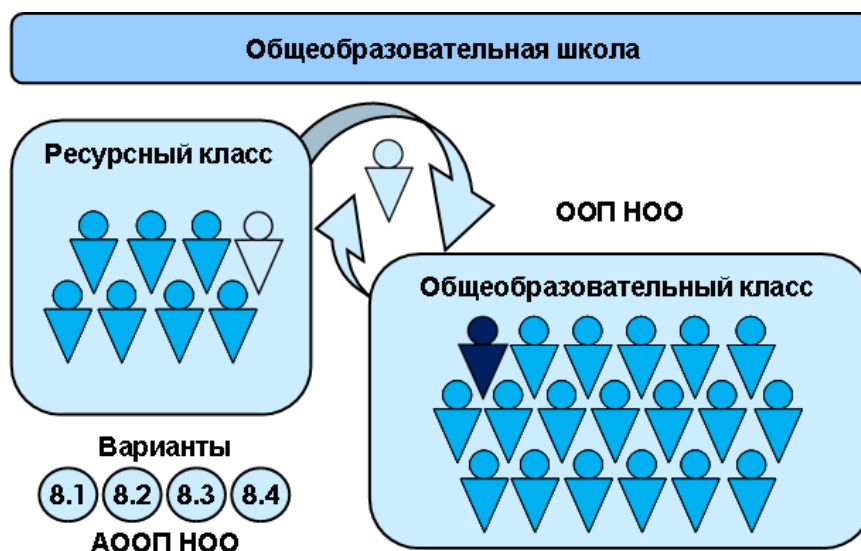 Общеобразовательная школа
Ресурсный класс
ООП НОО
Общеобразовательный класс
Варианты
8.1 8.2 8.3 8.4
АООП НОО